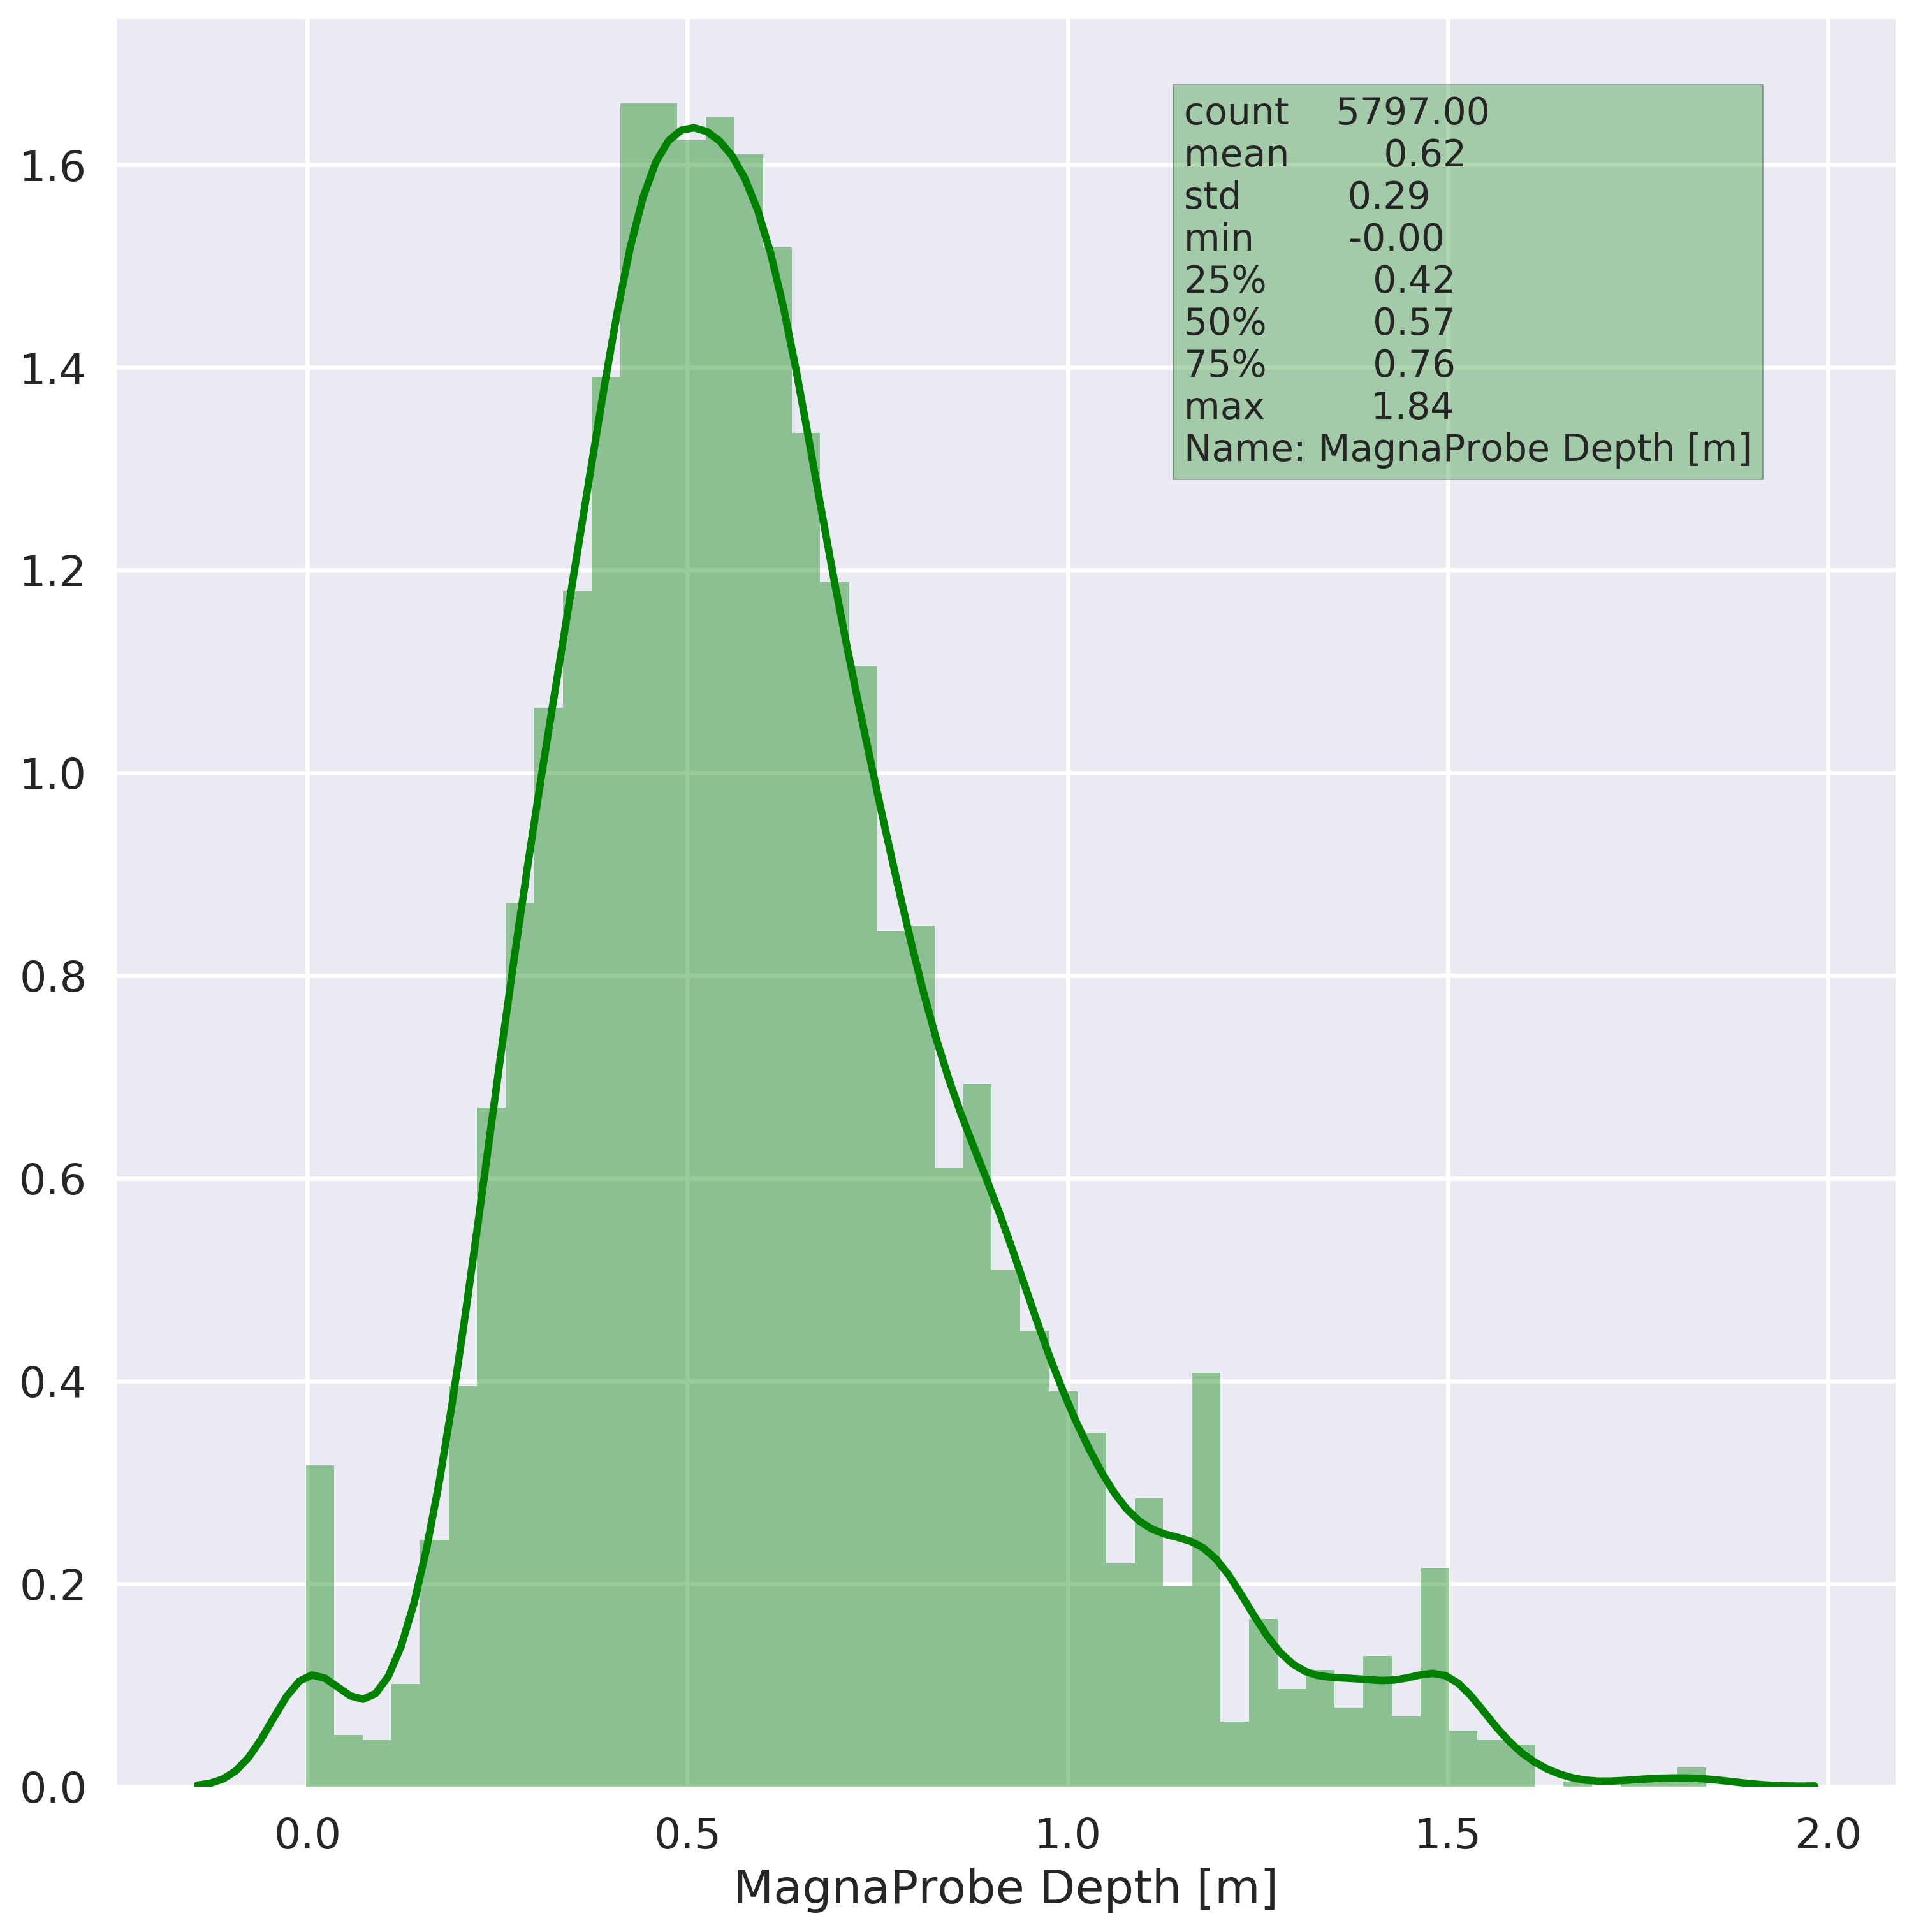 1.6
1.4
1.2
1.0
0.8
0.6
0.4
0.2
0.0
count 5797.00
mean 0.62
std 0.29
min -0.00
25% 0.42
50% 0.57
75% 0.76
max 1.84
Name: MagnaProbe Depth [m]
0.0 0.5 1.0 1.5 2.0
MagnaProbe Depth [m]